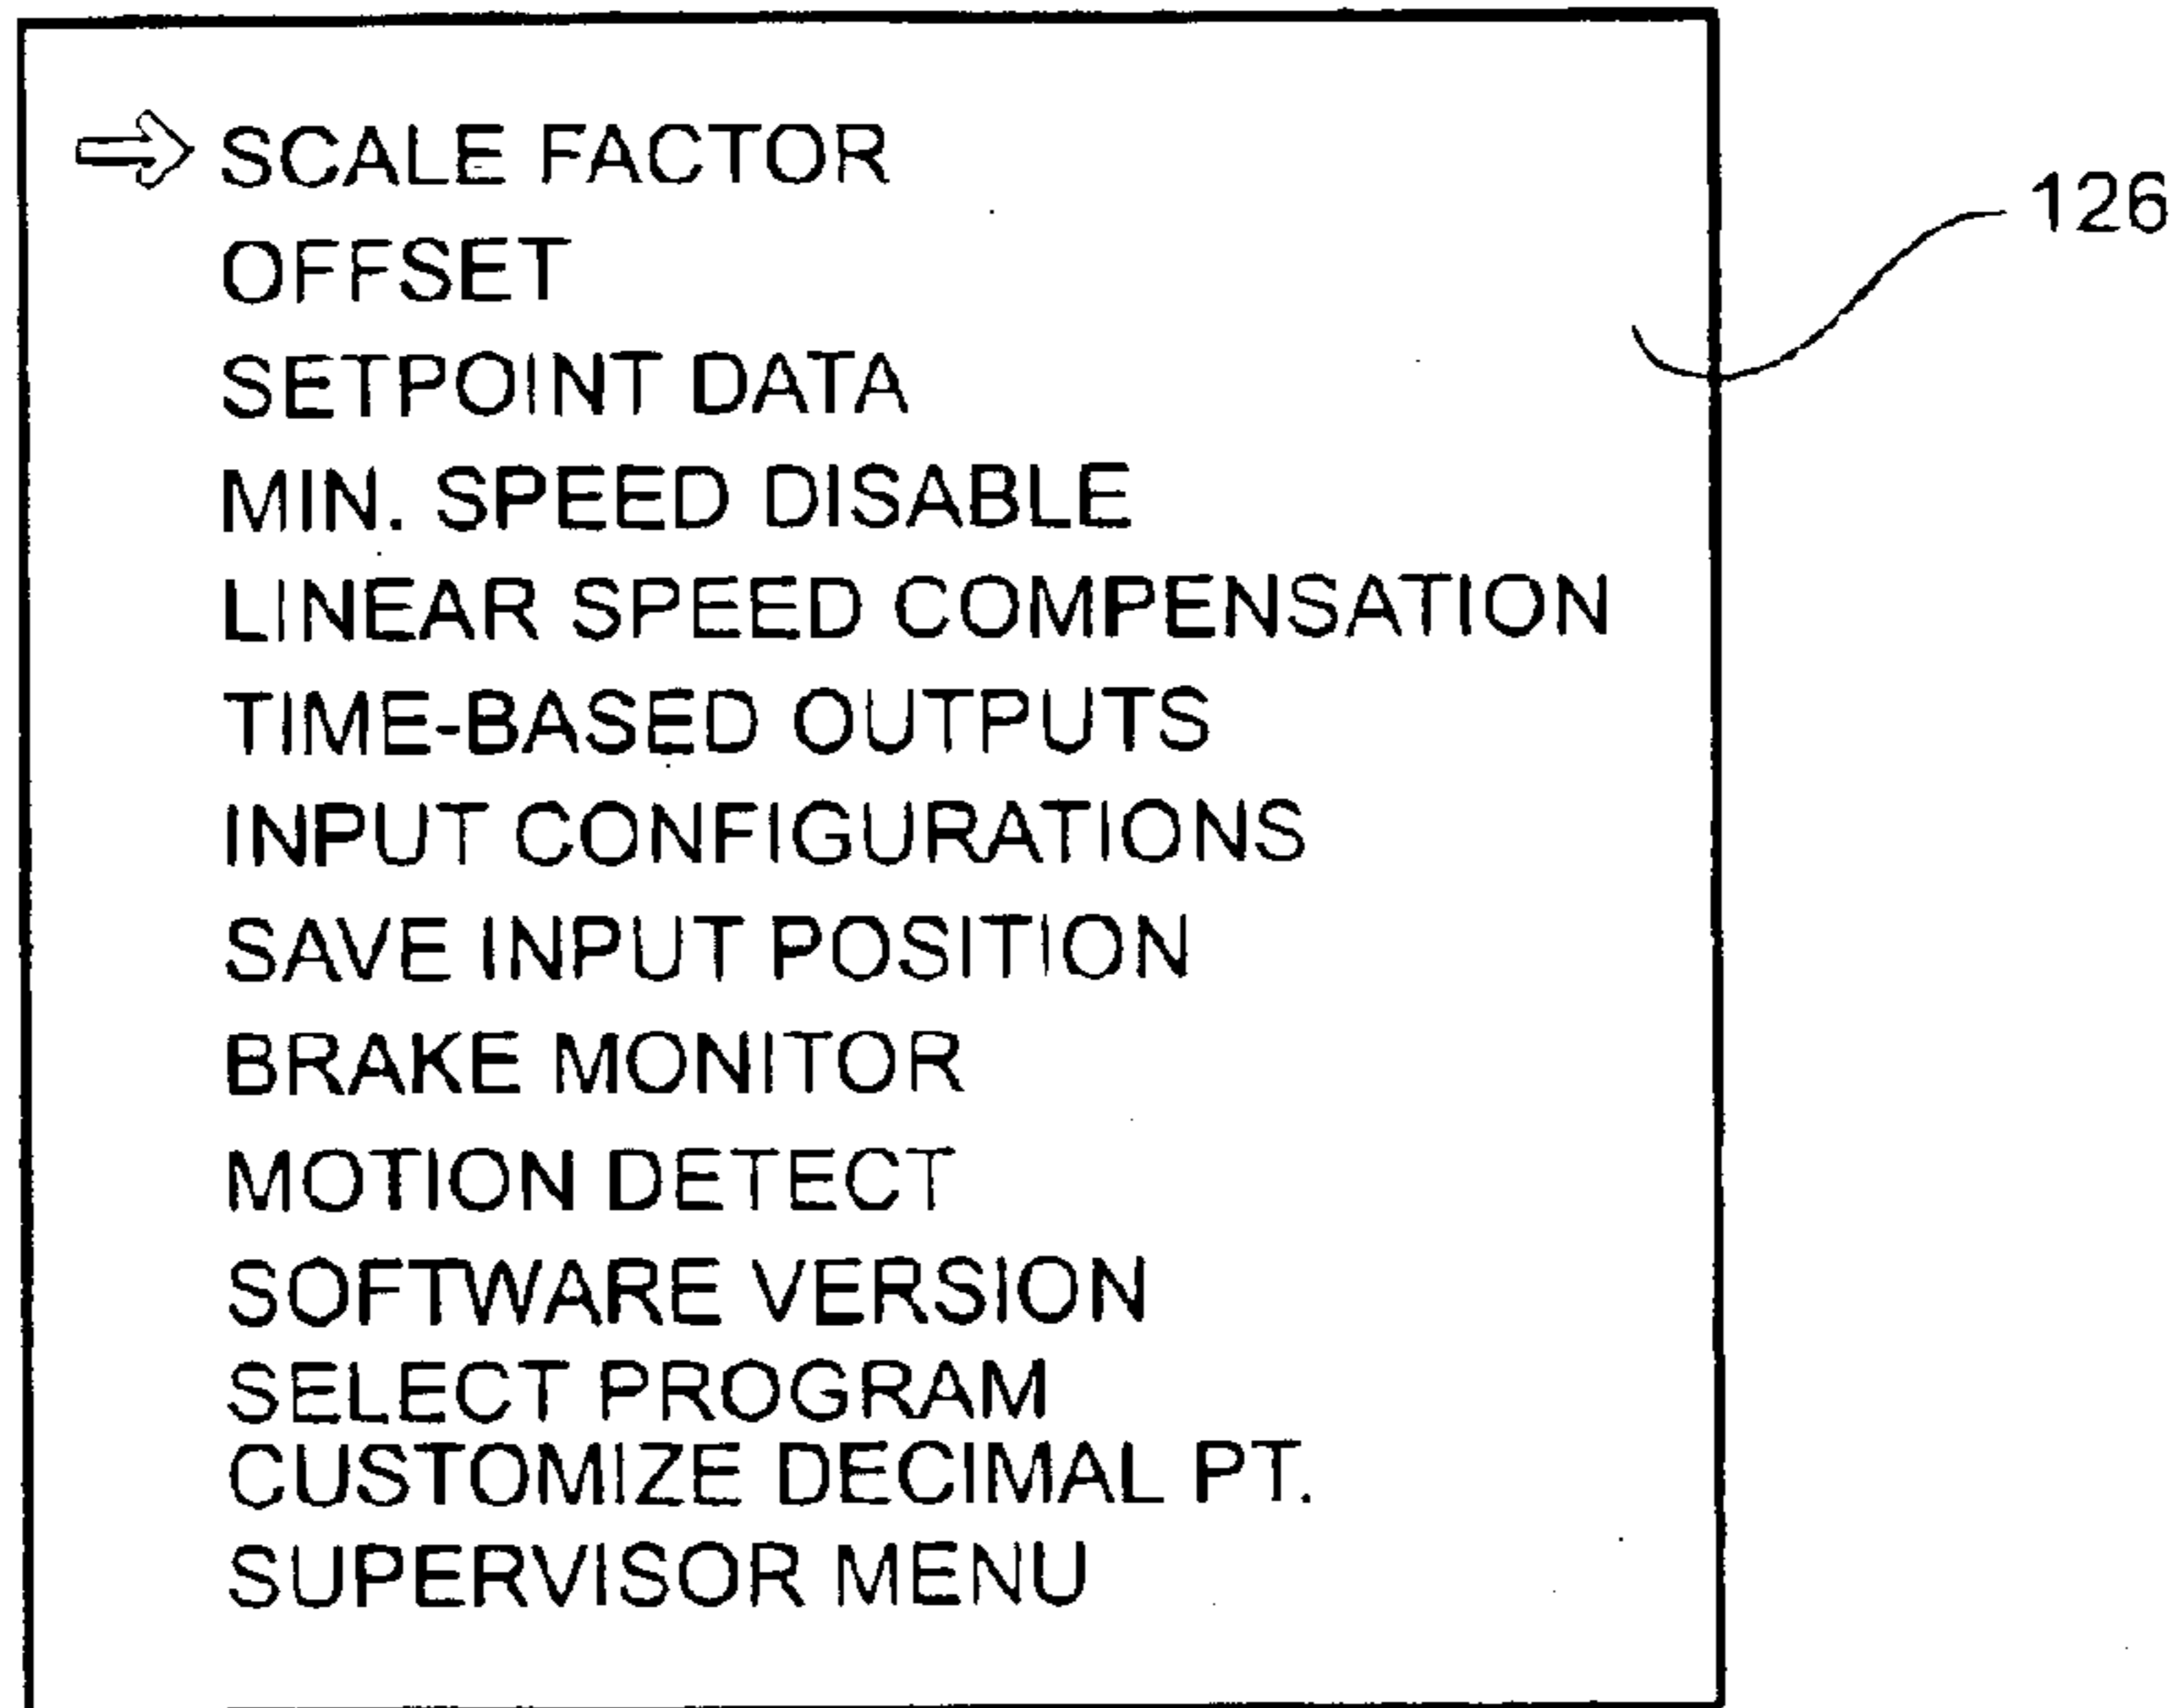 SCALE FACTOR
126
OFFSET
SETPOINT DATA
MIN. SPEED DISABLE
LINEAR SPEED COMPENSATION
TIME-BASED OUTPUTS
INPUT CONFIGURATIONS
SAVE INPUT POSITION
BRAKE MONITOR
MOTION DETECT
SOFTWARE VERSION
SELECT PROGRAM
CUSTOMIZE DECIMAL PT.
SUPERVISOR MENU